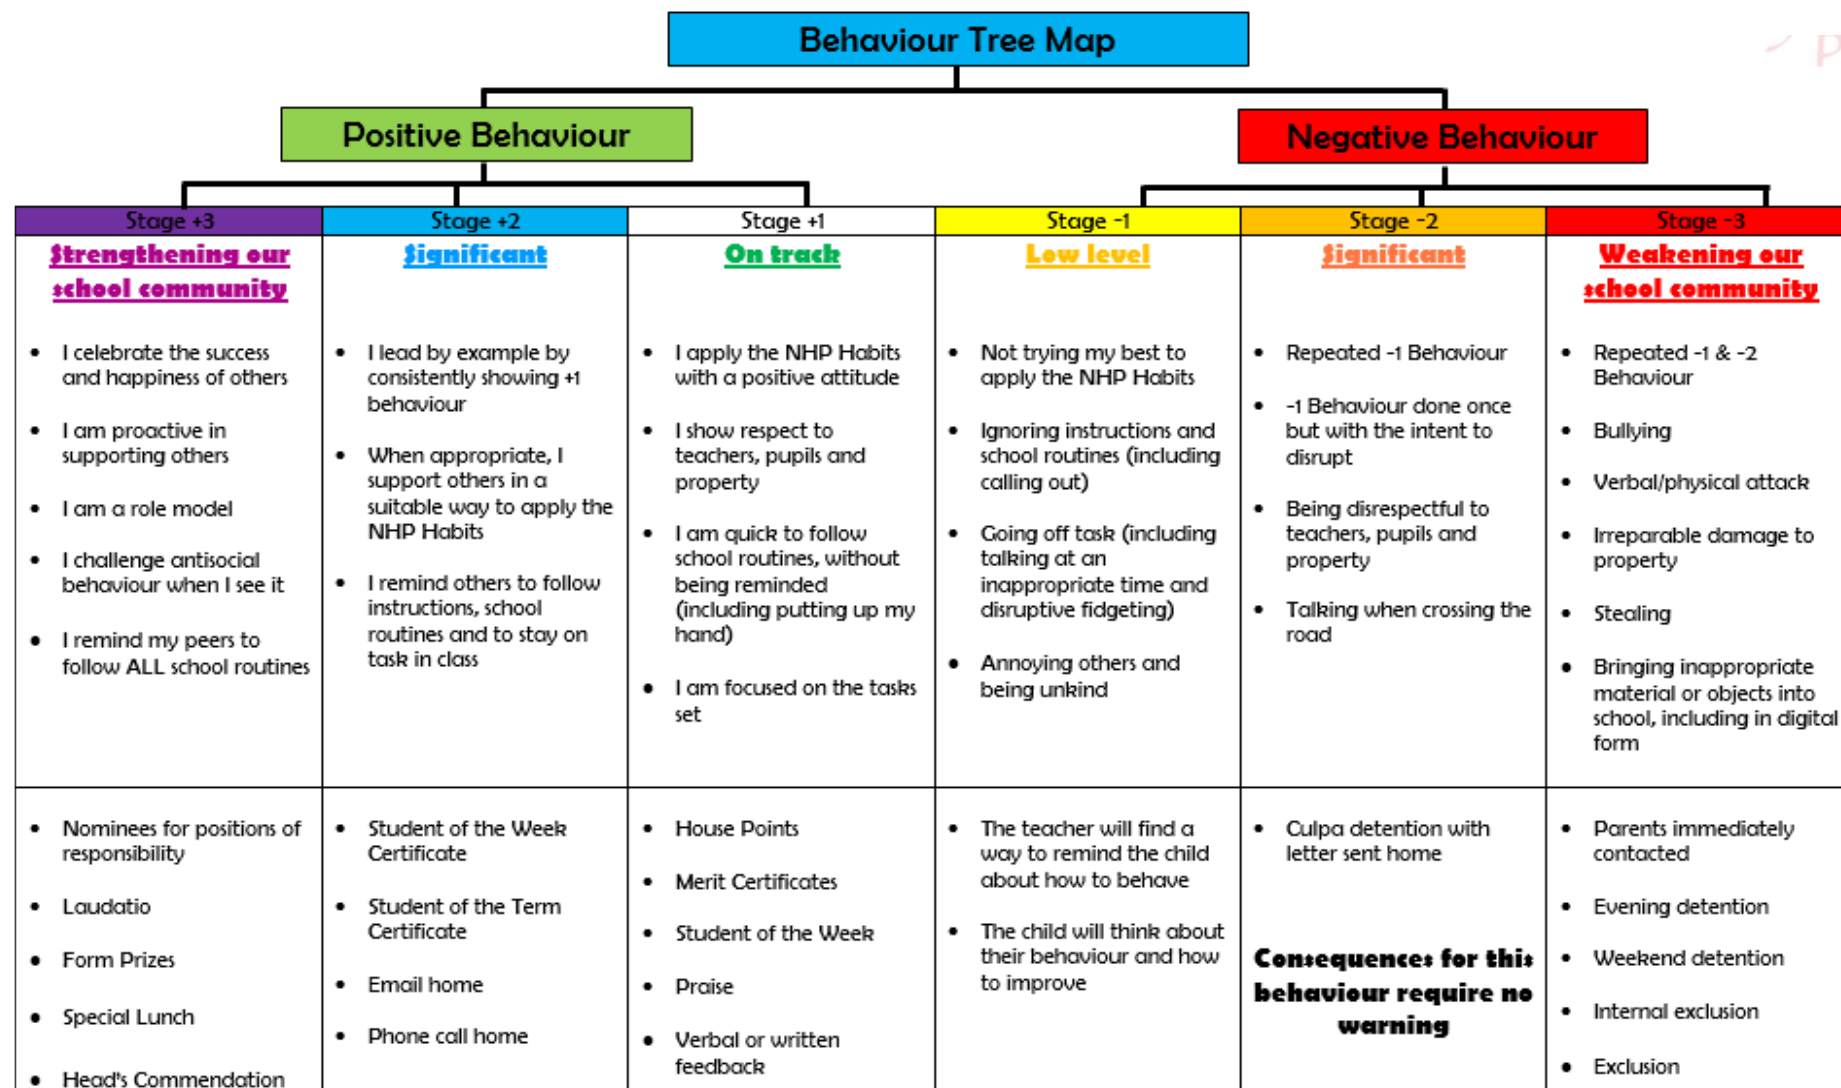 Behaviour Tree Map
Positive Behaviour
Negative Behaviour
Stage +3
Strengthening our
school community
• I celebrate the success
and happiness of others
• I am proactive in
supporting others
• I am a role model
• I challenge antisocial
behaviour when I see it
• I remind my peers to
follow ALL school routines
• Nominees for positions of
responsibility
• Laudatio
• Form Prizes
• Special Lunch
• Head's Commendation
Stage +2
Significant
• I lead by example by
consistently showing +1
behaviour
• When appropriate, I
support others in a
suitable way to apply the
NHP Habits
• I remind others to follow
instructions, school
routines and to stay on
task in class
• Student of the Week
Certificate
• Student of the Term
Certificate
• Email home
• Phone call home
Stage +1
On track
• I apply the NHP Habits
with a positive attitude
• I show respect to
teachers, pupils and
property
• I am quick to follow
school routines, without
being reminded
(including putting up my
hand)
• I am focused on the tasks
set
• House Points
• Merit Certificates
• Student of the Week
• Praise
• Verbal or written
feedback
Stage -1
Low level
• Not trying my best to
apply the NHP Habits
• Ignoring instructions and
school routines (including
calling out)
• Going off task (including
talking at an
inappropriate time and
disruptive fidgeting)
• Annoying others and
being unkind
• The teacher will find a
way to remind the child
about how to behave
• The child will think about
their behaviour and how
to improve
Stage -2
Significant
• Repeated -1 Behaviour
• -1 Behaviour done once
but with the intent to
disrupt
• Being disrespectful to
teachers, pupils and
property
• Talking when crossing the
road
• Culpa detention with
letter sent home
Consequences for this
behaviour require no
warning
Stage -3
Weakening our
school community
• Repeated -1 & -2
Behaviour
• Bullying
• Verbal/physical attack
• Irreparable damage to
property
• Stealing
• Bringing inappropriate
material or objects into
school, including in digital
form
• Parents immediately
contacted
• Evening detention
• Weekend detention
• Internal exclusion
• Exclusion